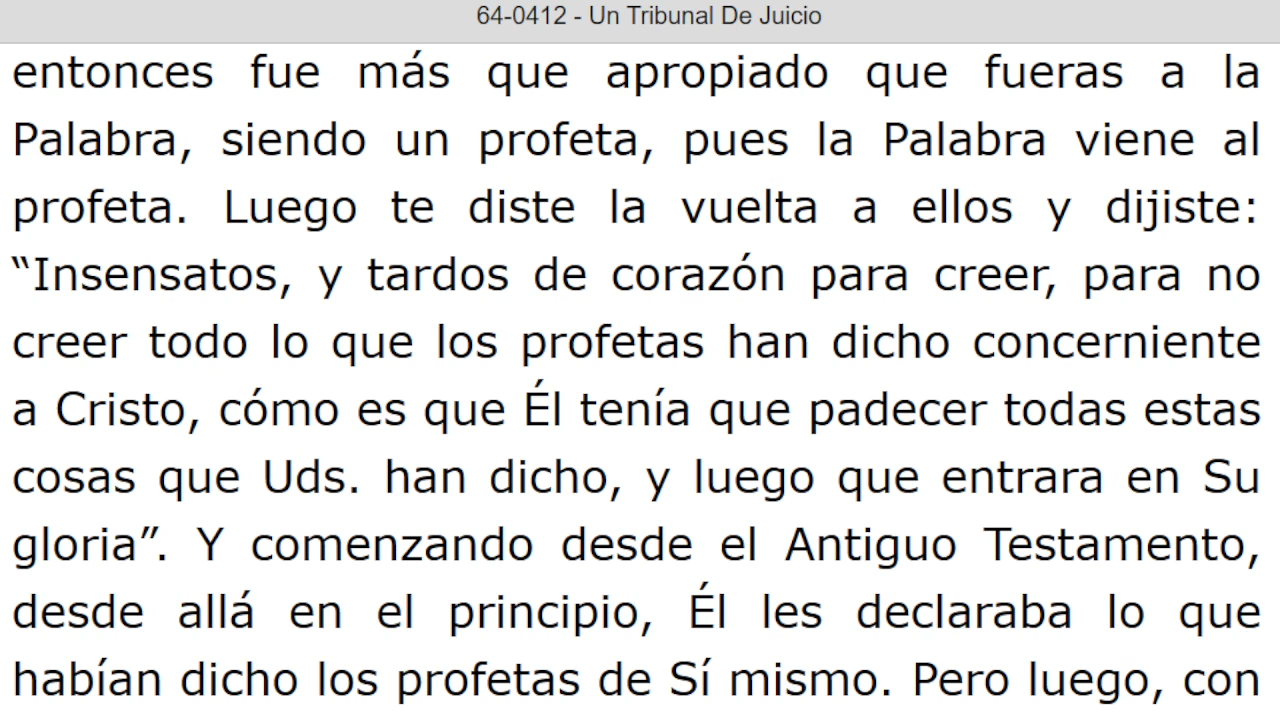 64-0412 - Un Tribunal De Juicio
entonces fue más que apropiado que fueras a la
Palabra, siendo un profeta, pues la Palabra viene al
profeta. Luego te diste la vuelta a ellos y dijiste:
“Insensatos, y tardos de corazón para creer, para no
creer todo lo que los profetas han dicho concerniente
a Cristo, cómo es que Él tenía que padecer todas estas
cosas que Uds. han dicho, y luego que entrara en Su
gloria”. Y comenzando desde el Antiguo Testamento,
desde allá en el principio, Él les declaraba lo que
habían dicho los profetas de Sí mismo. Pero luego, con